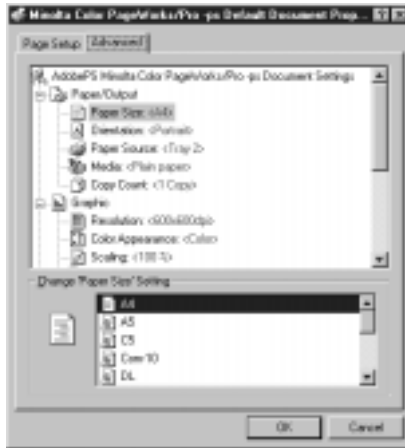 Minolta Color PageWorks/Pro -ps Default Document Prop...
Page Setup Advanced
AdobePS Minolta Color PageWorks/Pro -ps Document Settings
Paper/Output
Paper Size: <A4>
Orientation: <Portrait>
Paper Source: <Tray 2>
Media: <Plain paper>
Copy Count: <1 Copy>
Graphic
Resolution: <600x600dpi>
Color Appearance: <Color>
Scaling: <100 %>
Change 'Paper Size' Setting
A4
A5
C5
Com-10
DL
OK Cancel